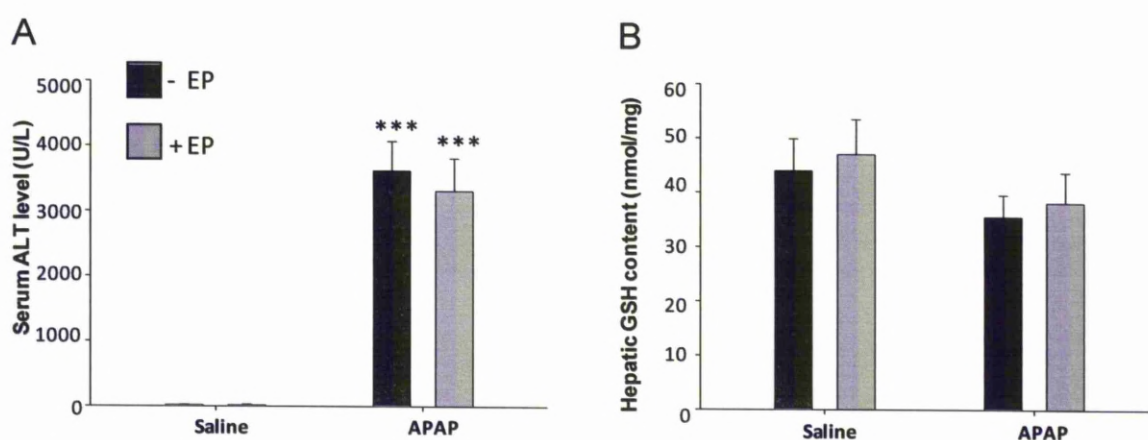 A
Serum ALT level (U/L)
5000
4000
3000
2000
1000
0
- EP
+ EP
***
***
Saline
APAP
B
Hepatic GSH content (nmol/mg)
60
50
40
30
20
10
0
Saline
APAP